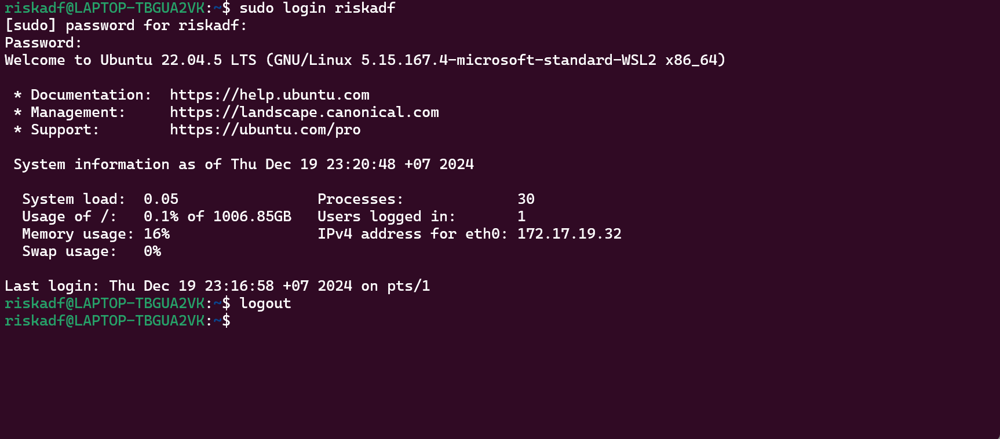 riskadf@LAPTOP-TBGUA2VK:~$ sudo login riskadf
[sudo] password for riskadf:
Password:
Welcome to Ubuntu 22.04.5 LTS (GNU/Linux 5.15.167.4-microsoft-standard-WSL2 x86_64)
* Documentation:  https://help.ubuntu.com
* Management:     https://landscape.canonical.com
* Support:        https://ubuntu.com/pro
System information as of Thu Dec 19 23:20:48 +07 2024
System load:  0.05                Processes:             30
Usage of /:   0.1% of 1006.85GB   Users logged in:       1
Memory usage: 16%                 IPv4 address for eth0: 172.17.19.32
Swap usage:   0%
Last login: Thu Dec 19 23:16:58 +07 2024 on pts/1
riskadf@LAPTOP-TBGUA2VK:~$ logout
riskadf@LAPTOP-TBGUA2VK:~$